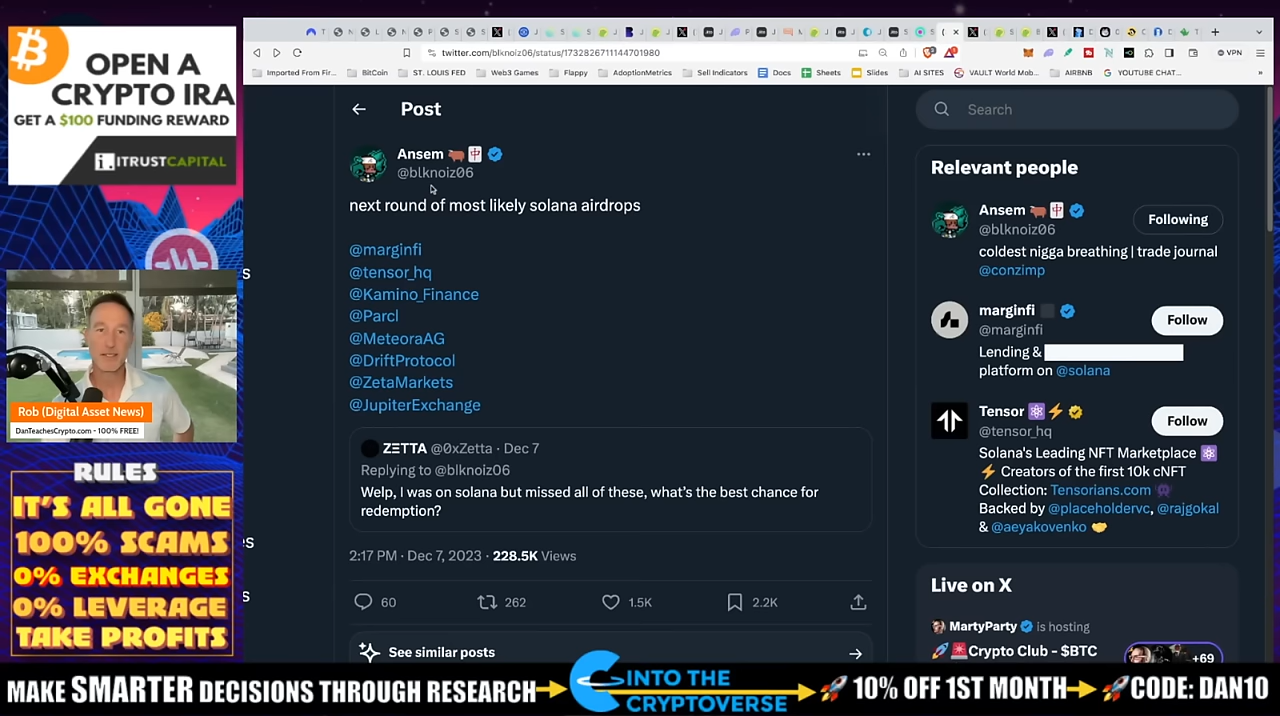 OPEN A
CRYPTO IRA
GET A $100 FUNDING REWARD
ITRUSTCAPITAL
Rob (Digital Asset News)
DanTeachesCrypto.com - 100% FREE!
RULES
IT'S ALL GONE
100% SCAMS
0% EXCHANGES
0% LEVERAGE
TAKE PROFITS
twitter.com/blknoiz06/status/1732826711144701980
VPN
Imported From Fir...
BitCoin
ST. LOUIS FED
Web3 Games
Flappy
AdoptionMetrics
Sell Indicators
Docs
Sheets
Slides
AI SITES
VAULT World Mob...
AIRBNB
YOUTUBE CHAT...
Post
Ansem 🐂🀄
@blknoiz06
next round of most likely solana airdrops
@marginfi
@tensor_hq
@Kamino_Finance
@Parcl
@MeteoraAG
@DriftProtocol
@ZetaMarkets
@JupiterExchange
ZΞTTA @0xZetta · Dec 7
Replying to @blknoiz06
Welp, I was on solana but missed all of these, what's the best chance for
redemption?
2:17 PM · Dec 7, 2023 · 228.5K Views
60
262
1.5K
2.2K
See similar posts
Search
Relevant people
Ansem 🐂🀄
@blknoiz06
Following
coldest nigga breathing | trade journal
@conzimp
marginfi
@marginfi
Follow
Lending &
platform on @solana
Tensor ⚛️⚡
@tensor_hq
Follow
Solana's Leading NFT Marketplace ⚛️
⚡ Creators of the first 10k cNFT
Collection: Tensorians.com
Backed by @placeholdervc, @rajgokal
& @aeyakovenko 🤝
Live on X
MartyParty is hosting
🚀🚨Crypto Club - $BTC
+69
MAKE SMARTER DECISIONS THROUGH RESEARCH
INTO THE
CRYPTOVERSE
🚀 10% OFF 1ST MONTH
🚀CODE: DAN10